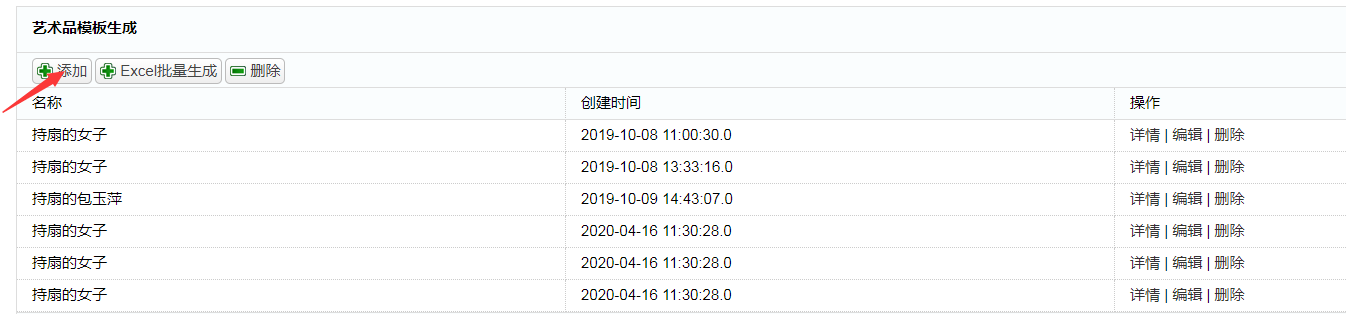 艺术品模板生成
添加 Excel批量生成 删除
名称 创建时间 操作
持扇的女子 2019-10-08 11:00:30.0 详情 | 编辑 | 删除
持扇的女子 2019-10-08 13:33:16.0 详情 | 编辑 | 删除
持扇的包玉萍 2019-10-09 14:43:07.0 详情 | 编辑 | 删除
持扇的女子 2020-04-16 11:30:28.0 详情 | 编辑 | 删除
持扇的女子 2020-04-16 11:30:28.0 详情 | 编辑 | 删除
持扇的女子 2020-04-16 11:30:28.0 详情 | 编辑 | 删除